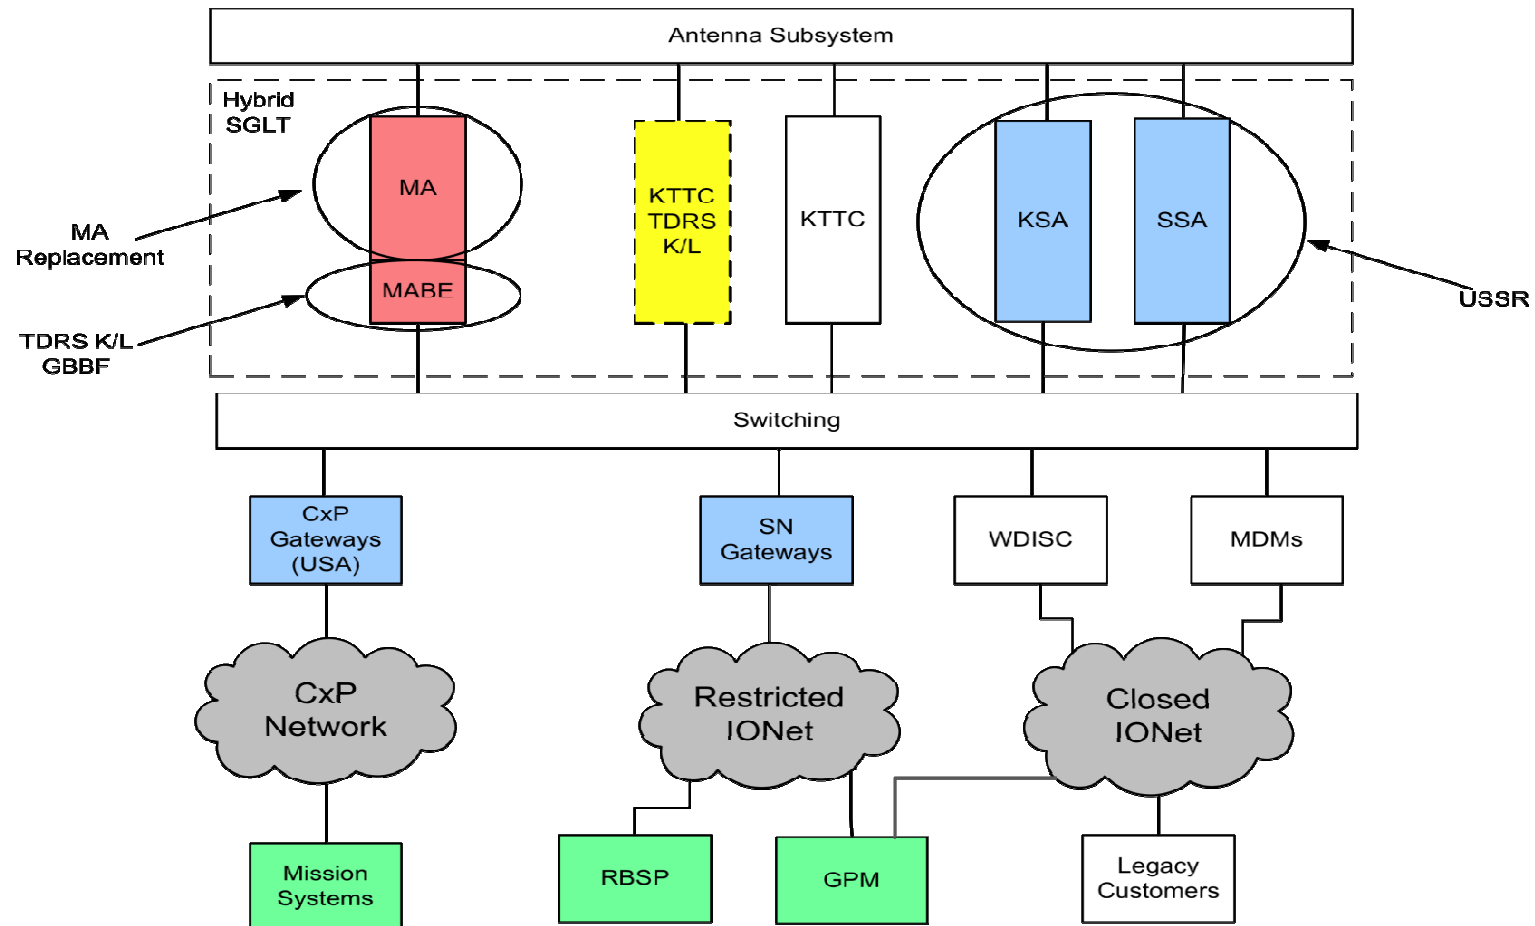 Antenna Subsystem
Hybrid
SGLT
MA
MABE
KTTC
TDRS
K/L
KTTC
KSA
SSA
MA
Replacement
TDRS K/L
GBBF
USSR
Switching
CxP
Gateways
(USA)
SN
Gateways
WDISC
MDMs
CxP
Network
Restricted
IONet
Closed
IONet
Mission
Systems
RBSP
GPM
Legacy
Customers